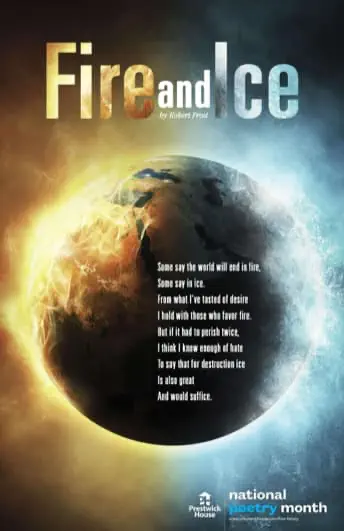 Fire and Ice
by Robert Frost
Some say the world will end in fire,
Some say in ice.
From what I've tasted of desire
I hold with those who favor fire.
But if it had to perish twice,
I think I know enough of hate
To say that for destruction ice
Is also great
And would suffice.
Prestwick
House
national
poetry month